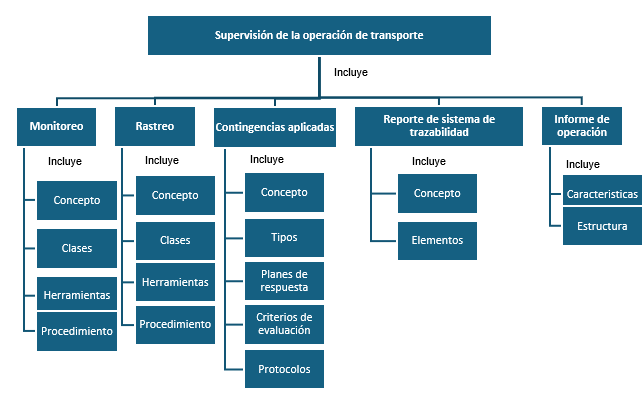 Supervisión de la operación de transporte
Incluye
Monitoreo
Incluye
Concepto
Clases
Herramientas
Procedimiento
Rastreo
Incluye
Concepto
Clases
Herramientas
Procedimiento
Contingencias aplicadas
Incluye
Concepto
Tipos
Planes de
respuesta
Criterios de
evaluación
Protocolos
Reporte de sistema de
trazabilidad
Incluye
Concepto
Elementos
Informe de
operación
Incluye
Caracteristicas
Estructura